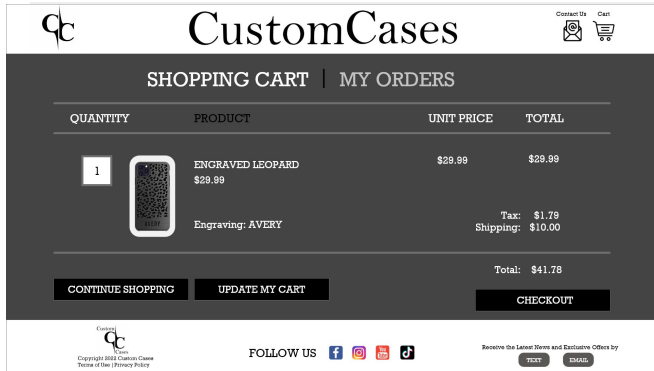 CustomCases
Contact Us Cart
SHOPPING CART | MY ORDERS
QUANTITY PRODUCT UNIT PRICE TOTAL
1
ENGRAVED LEOPARD $29.99 $29.99
$29.99
AVERY
Engraving: AVERY
Tax: $1.79
Shipping: $10.00
Total: $41.78
CONTINUE SHOPPING UPDATE MY CART
CHECKOUT
Custom
Cases
Copyright 2022 Custom Cases
Terms of Use |Privacy Policy
FOLLOW US
Receive the Latest News and Exclusive Offers by
TEXT EMAIL